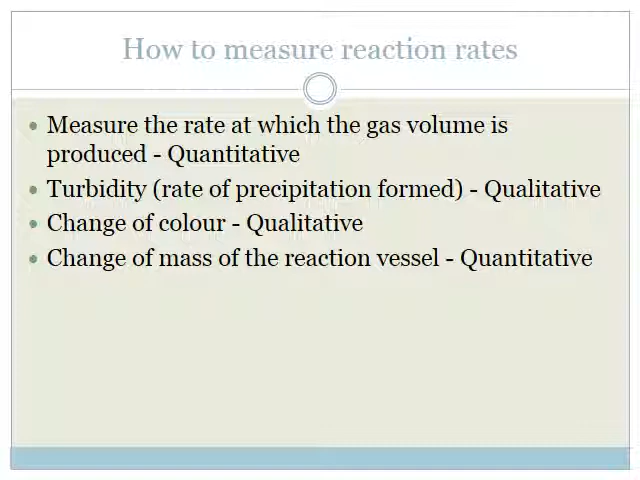 How to measure reaction rates
• Measure the rate at which the gas volume is
produced - Quantitative
• Turbidity (rate of precipitation formed) - Qualitative
• Change of colour - Qualitative
• Change of mass of the reaction vessel - Quantitative